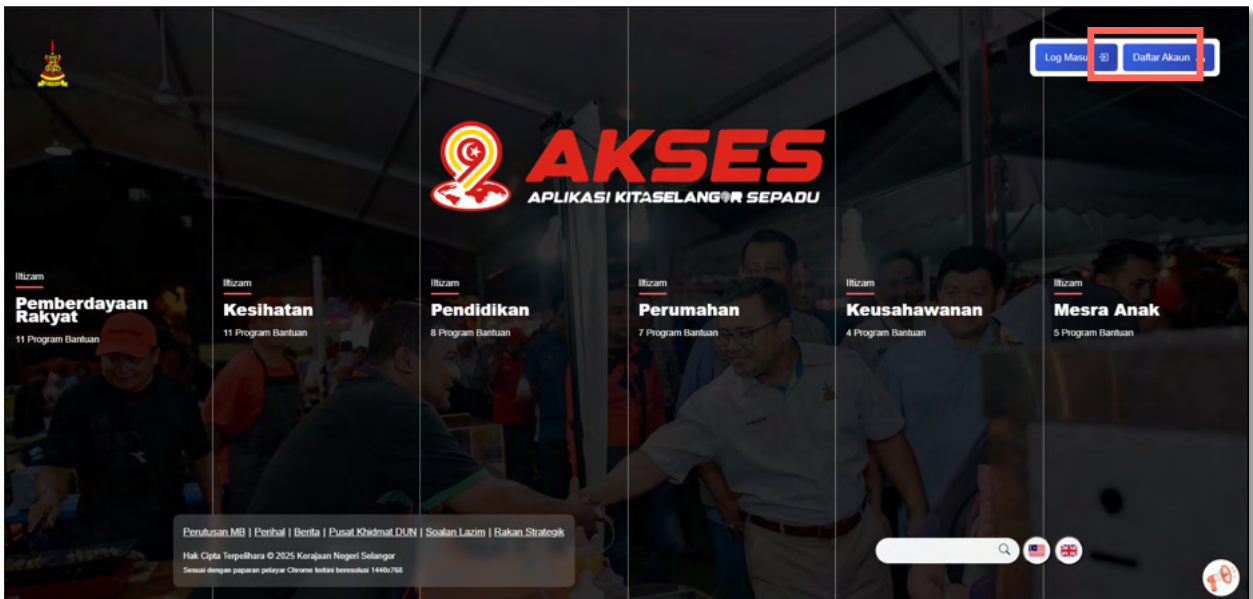 Log Masu
Daftar Akaun
AKSES
APLIKASI KITASELANGOR SEPADU
Iltizam
Pemberdayaan
Rakyat
11 Program Bantuan
Iltizam
Kesihatan
11 Program Bantuan
Iltizam
Pendidikan
8 Program Bantuan
Iltizam
Perumahan
7 Program Bantuan
Iltizam
Keusahawanan
4 Program Bantuan
Iltizam
Mesra Anak
5 Program Bantuan
Perutusan MB | Perihal | Berita | Pusat Khidmat DUN | Soalan Lazim | Rakan Strategik
Hak Cipta Terpelihara © 2025 Kerajaan Negeri Selangor
Sesuai dengan paparan pelayar Chrome terkini beresolusi 1440x768